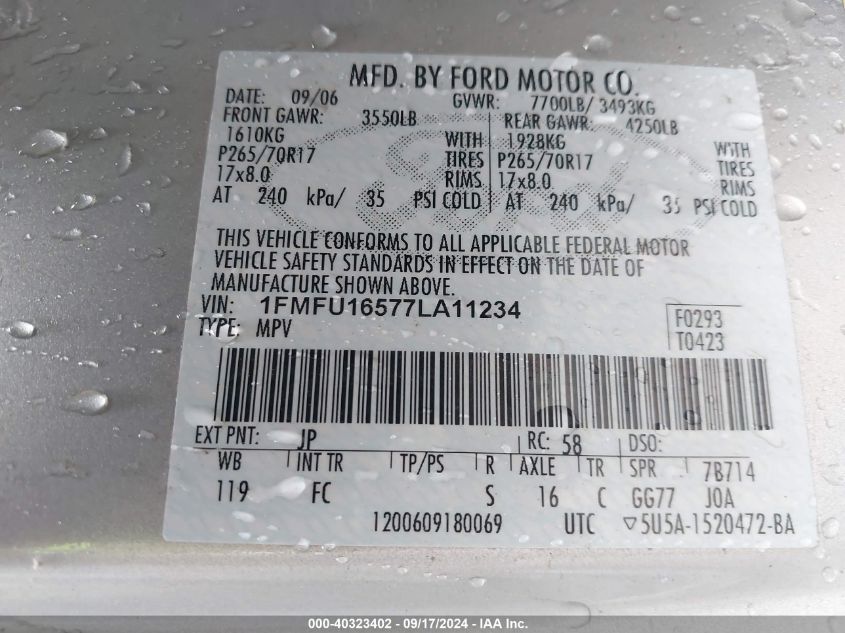 MFD. BY FORD MOTOR CO.
DATE: 09/06 GVWR: 7700LB/ 3493KG
FRONT GAWR: 3550LB REAR GAWR: 4250LB
1610KG WITH 1928KG WITH
P265/70R17 TIRES P265/70R17 TIRES
17x8.0 RIMS 17x8.0 RIMS
AT 240 kPa/ 35 PSI COLD AT 240 kPa/ 35 PSI COLD
THIS VEHICLE CONFORMS TO ALL APPLICABLE FEDERAL MOTOR
VEHICLE SAFETY STANDARDS IN EFFECT ON THE DATE OF
MANUFACTURE SHOWN ABOVE.
VIN: 1FMFU16577LA11234 F0293
TYPE: MPV T0423
EXT PNT: JP RC: 58 DSO:
WB INT TR TP/PS R AXLE TR SPR 7B714
119 FC S 16 C GG77 J0A
1200609180069 UTC ▽5U5A-1520472-BA
000-40323402 - 09/17/2024 - IAA Inc.